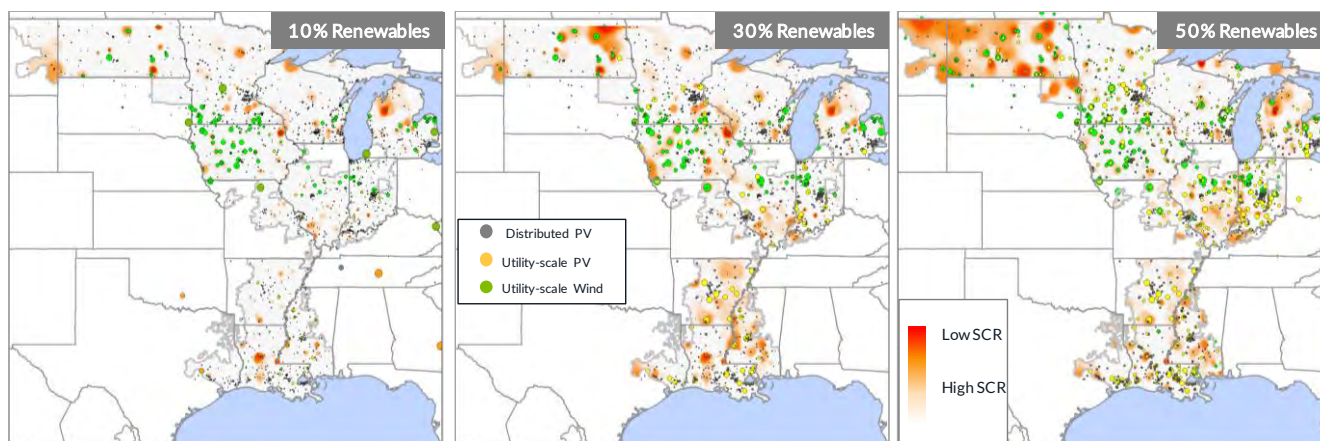 10% Renewables
30% Renewables
50% Renewables
Distributed PV
Utility-scale PV
Utility-scale Wind
Low SCR
High SCR